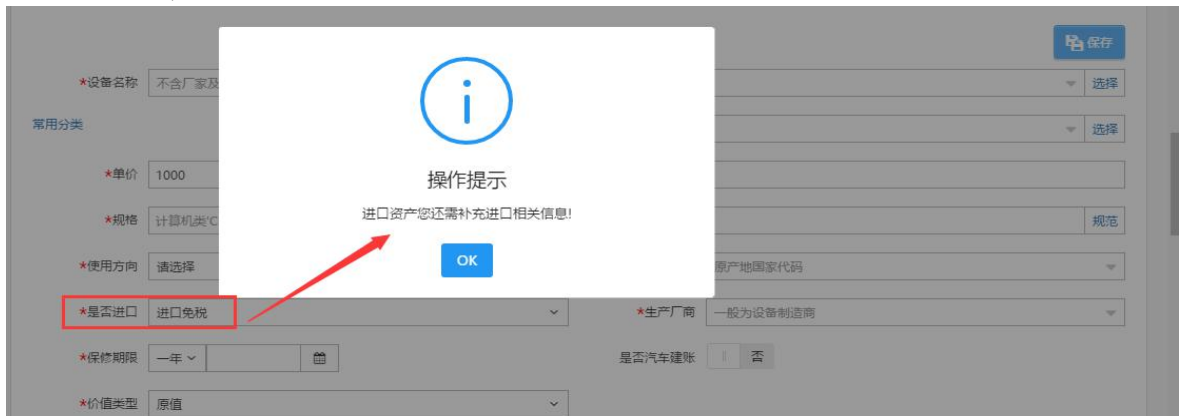 保存
*设备名称 不含厂家及 选择
常用分类 选择
*单价 1000
*规格 计算机类'C 规范
*使用方向 请选择 原产地国家代码
*是否进口 进口免税 *生产厂商 一般为设备制造商
*保修期限 一年 是否汽车建账 否
*价值类型 原值
操作提示
进口资产您还需补充进口相关信息!
OK